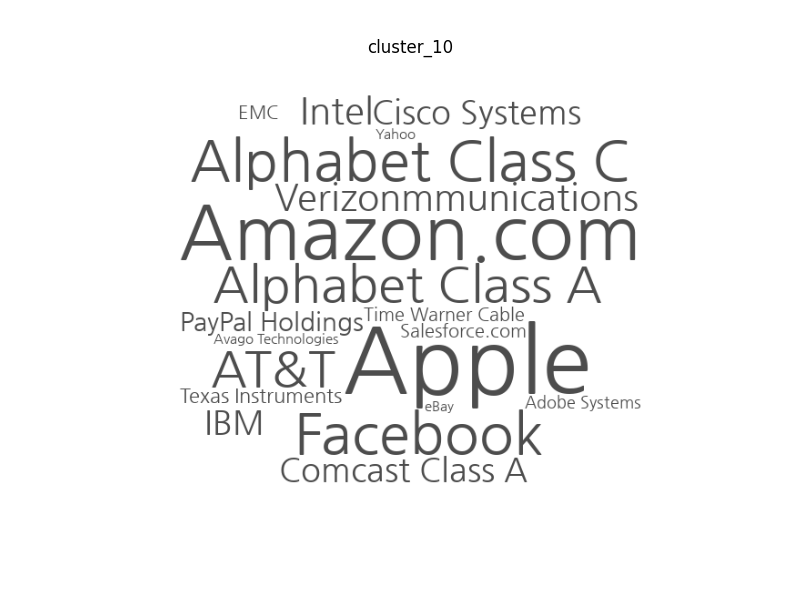 cluster_10
EMC IntelCisco Systems
Yahoo
Alphabet Class C
Verizonmmunications
Amazon.com
Alphabet Class A
PayPal Holdings Time Warner Cable
Salesforce.com
Avago Technologies
AT&T Apple
Texas Instruments eBay Adobe Systems
IBM Facebook
Comcast Class A